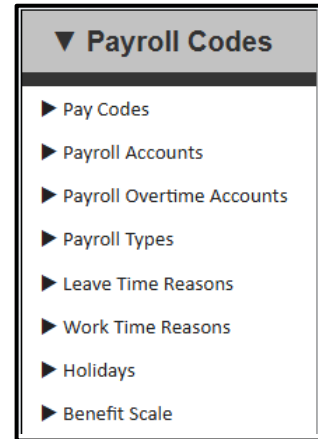 ▼ Payroll Codes
▶ Pay Codes
▶ Payroll Accounts
▶ Payroll Overtime Accounts
▶ Payroll Types
▶ Leave Time Reasons
▶ Work Time Reasons
▶ Holidays
▶ Benefit Scale